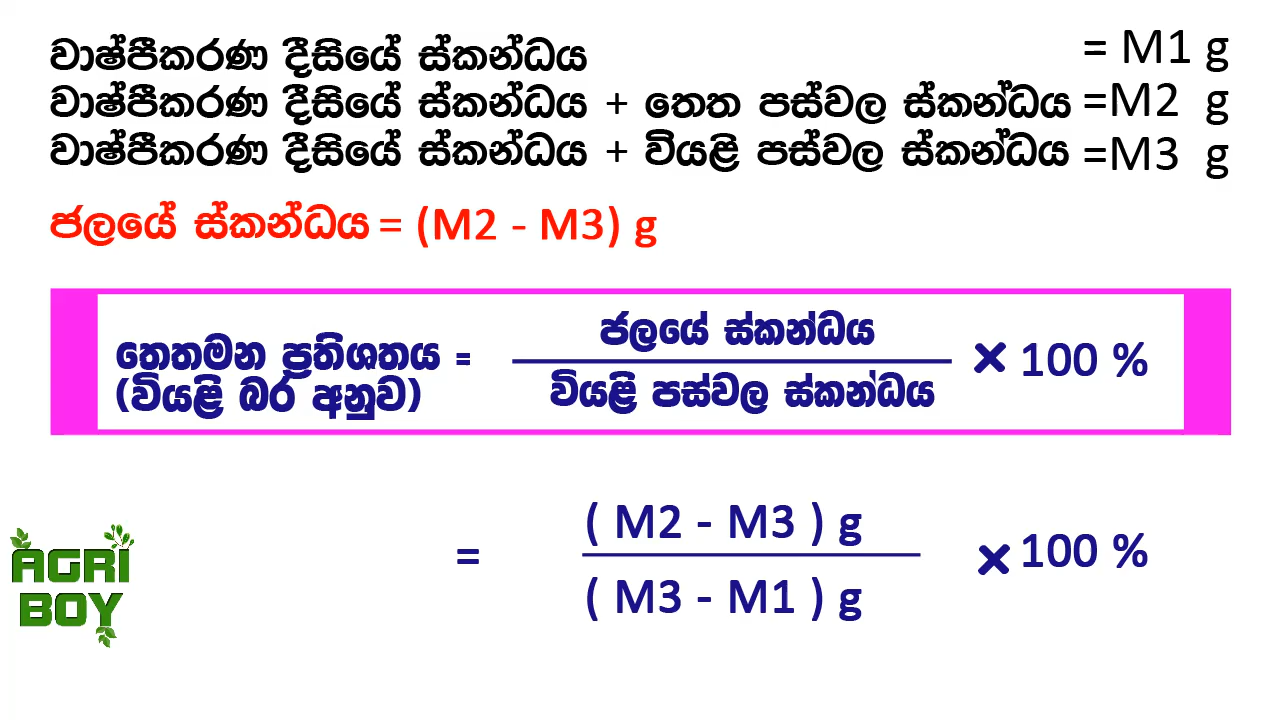 වාෂ්පීකරණ දීසියේ ස්කන්ධය = M1 g
වාෂ්පීකරණ දීසියේ ස්කන්ධය + තෙත පස්වල ස්කන්ධය =M2 g
වාෂ්පීකරණ දීසියේ ස්කන්ධය + වියළි පස්වල ස්කන්ධය =M3 g
ජලයේ ස්කන්ධය = (M2 - M3) g
ජලයේ ස්කන්ධය
තෙතමන ප්‍රතිශතය = × 100 %
(වියළි බර අනුව) වියළි පස්වල ස්කන්ධය
( M2 - M3 ) g
= × 100 %
( M3 - M1 ) g
AGRI
BOY